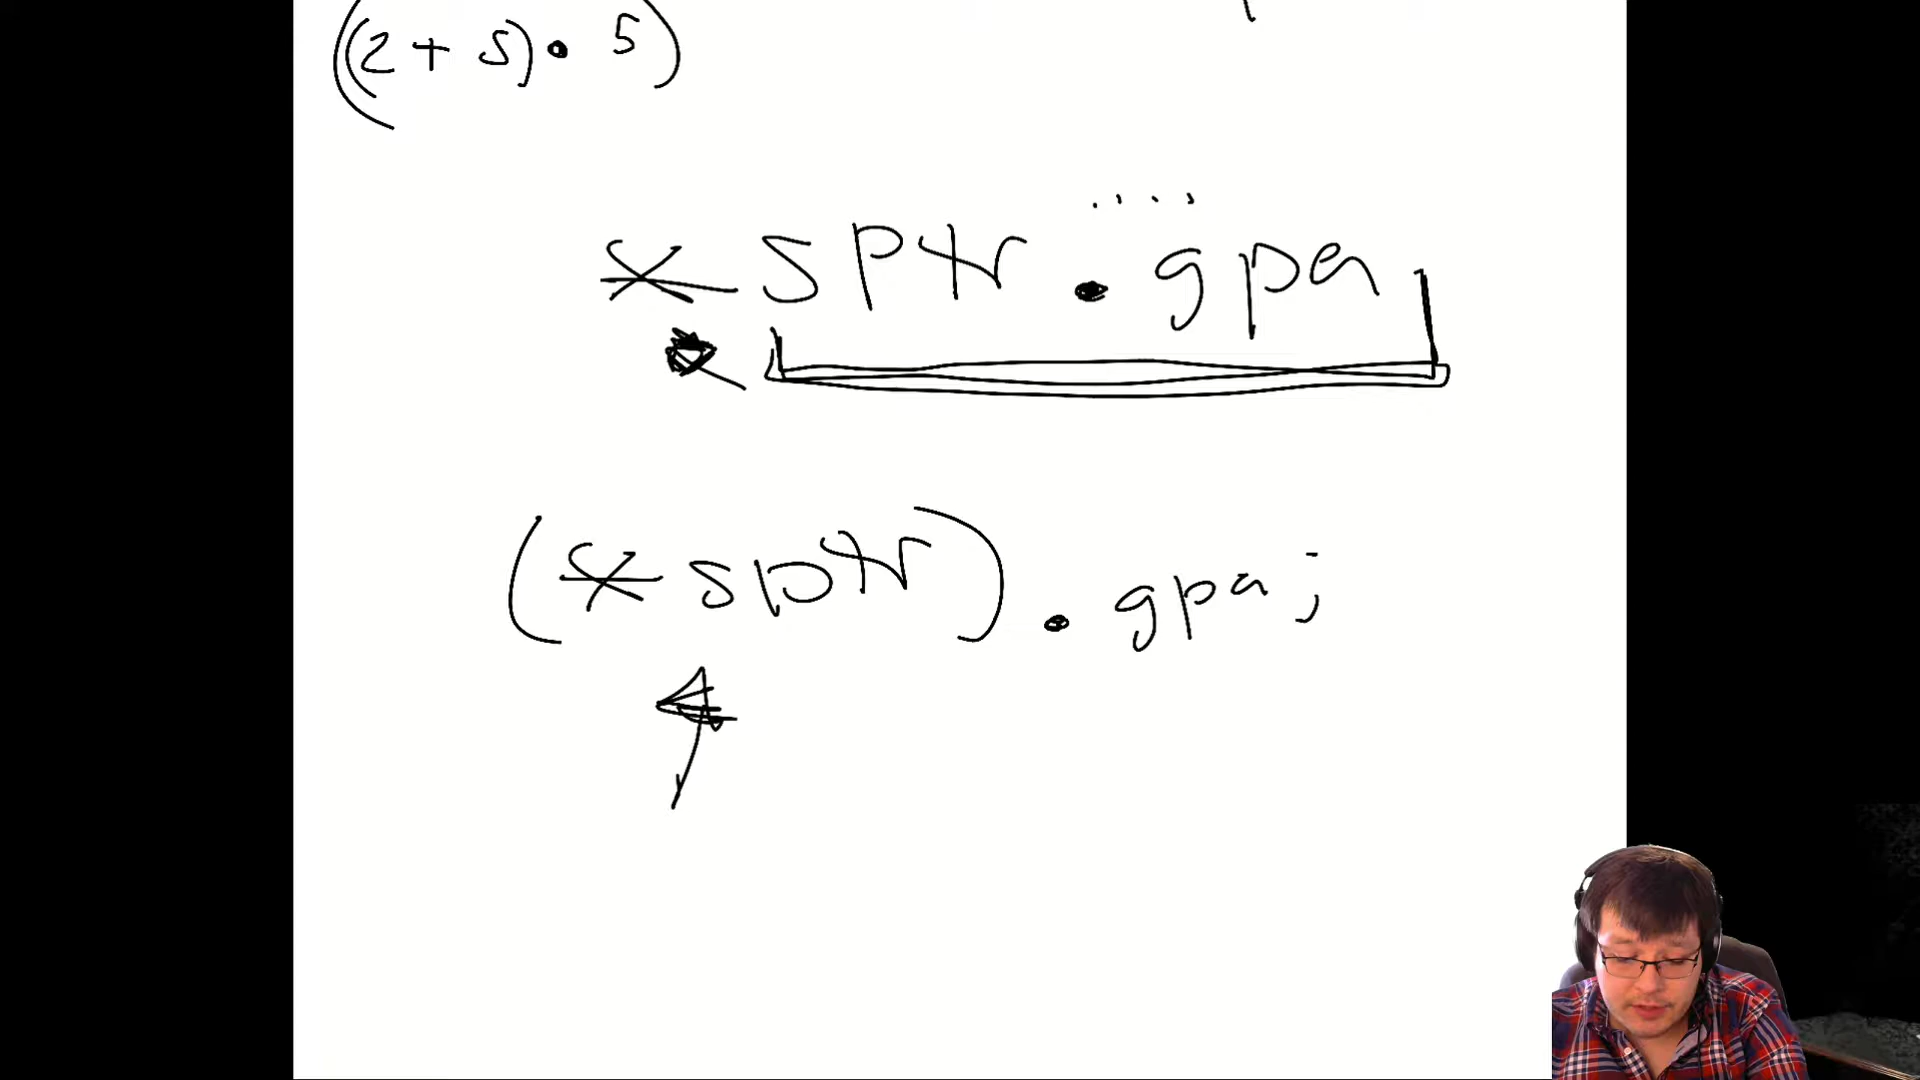 ((2 + 5) • 5)
* sptr . gpa
(* sptr) . gpa;